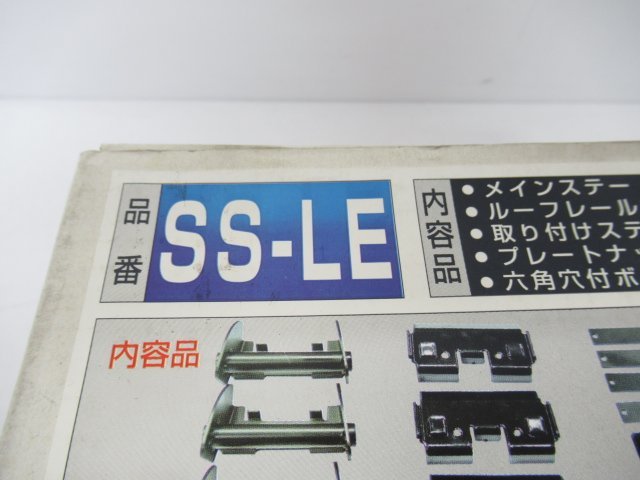 品番
SS-LE
内容品
● メインステー
● ルーフレール
● 取り付けステ
● プレートナッ
● 六角穴付ボ
内容品